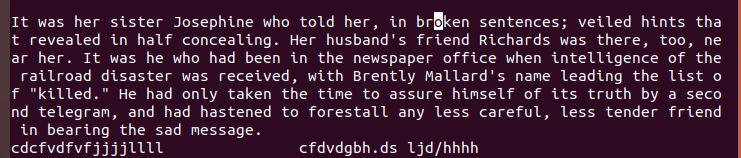 It was her sister Josephine who told her, in broken sentences; veiled hints tha
t revealed in half concealing. Her husband's friend Richards was there, too, ne
ar her. It was he who had been in the newspaper office when intelligence of the
 railroad disaster was received, with Brently Mallard's name leading the list o
f "killed." He had only taken the time to assure himself of its truth by a seco
nd telegram, and had hastened to forestall any less careful, less tender friend
 in bearing the sad message.
cdcfvdfvfjjjjllll                 cfdvdgbh.ds ljd/hhhh